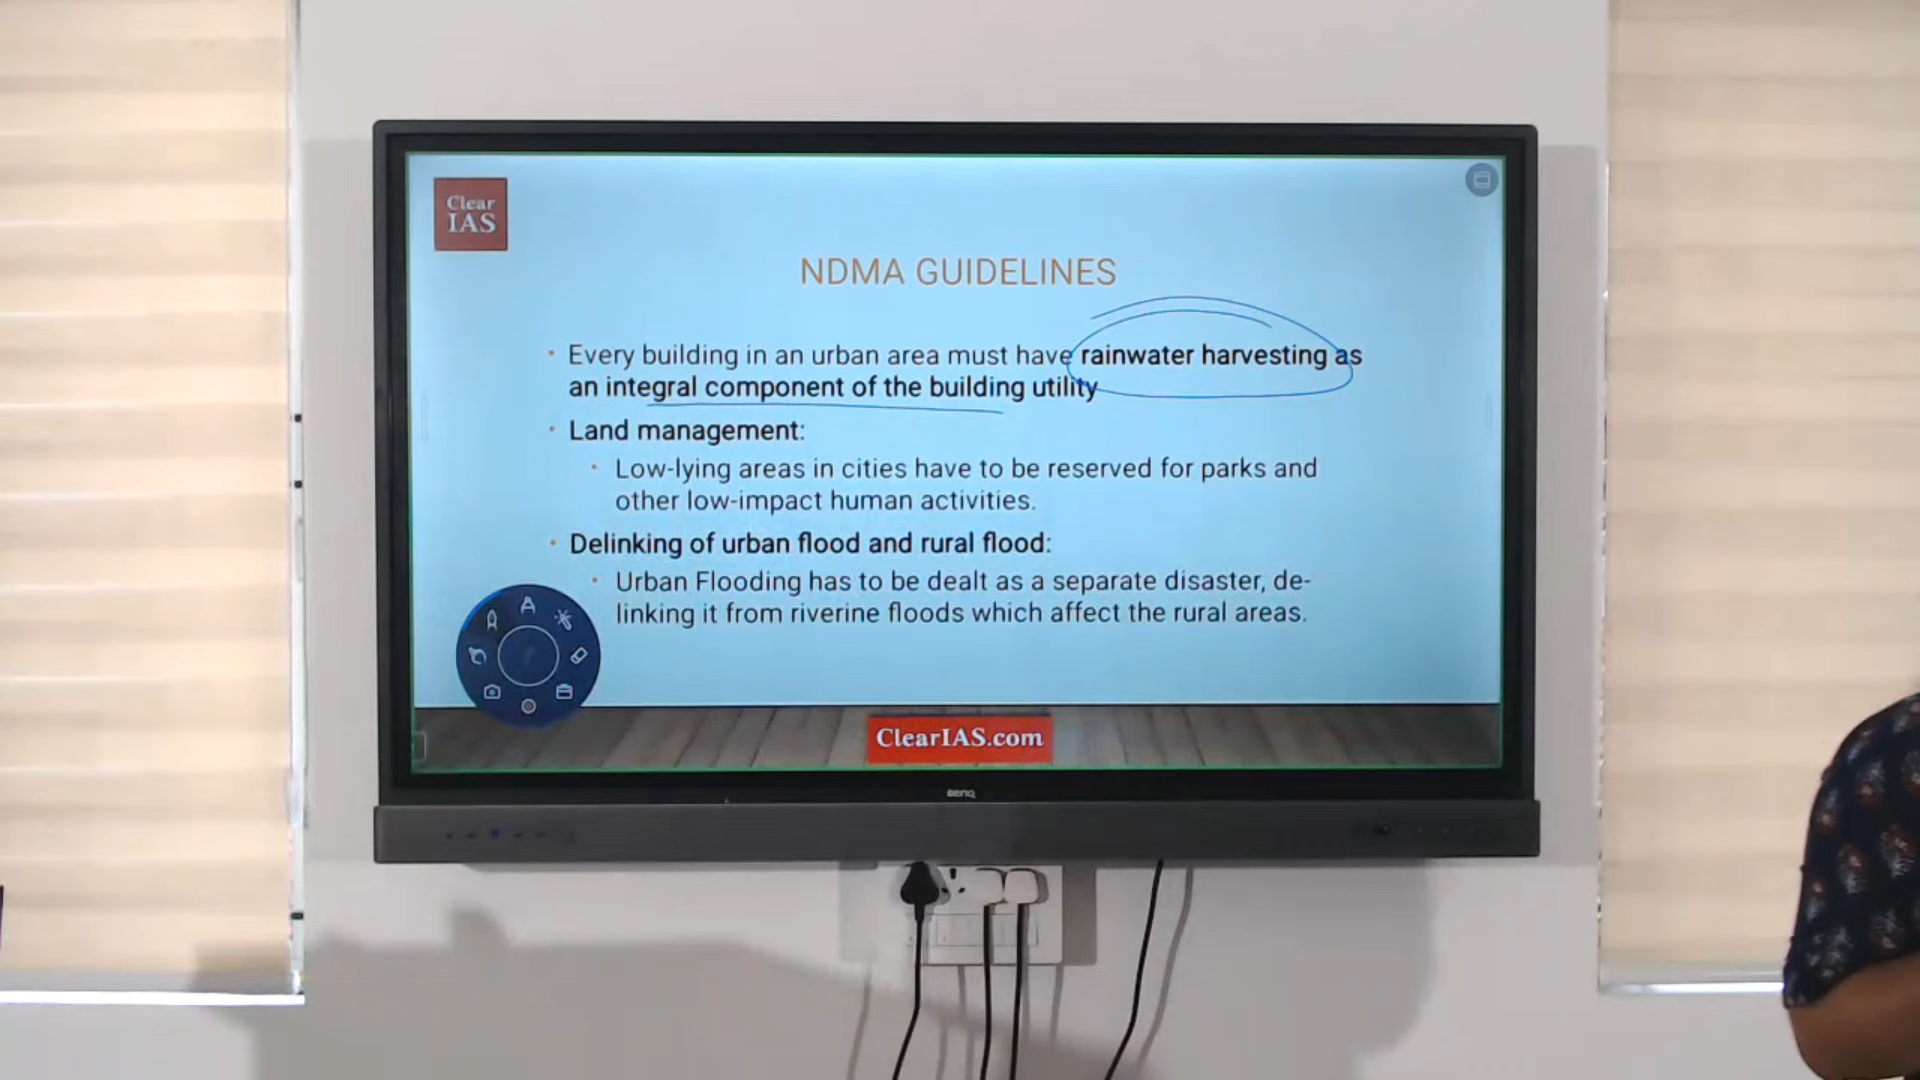 Clear
IAS
NDMA GUIDELINES
• Every building in an urban area must have rainwater harvesting as
an integral component of the building utility
• Land management:
• Low-lying areas in cities have to be reserved for parks and
other low-impact human activities.
• Delinking of urban flood and rural flood:
• Urban Flooding has to be dealt as a separate disaster, de-
linking it from riverine floods which affect the rural areas.
ClearIAS.com
BenQ